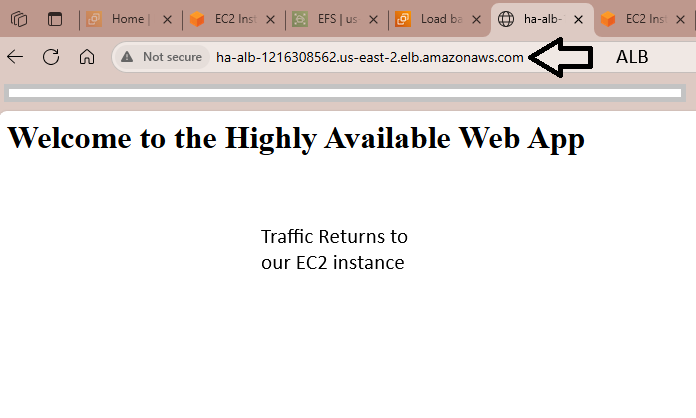 Home |
EC2 Inst
EFS | us
Load ba
ha-alb-
EC2 Inst
Not secure
ha-alb-1216308562.us-east-2.elb.amazonaws.com
ALB
Welcome to the Highly Available Web App
Traffic Returns to
our EC2 instance